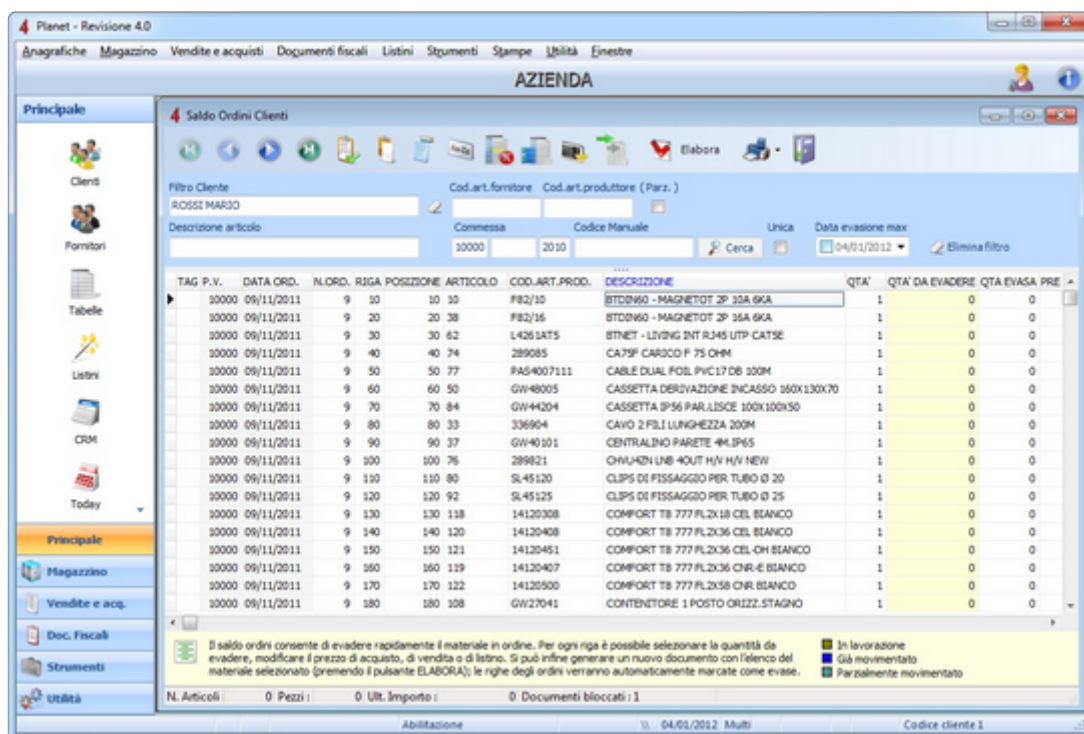 4 Planet - Revisione 4.0
Anagrafiche Magazzino Vendite e acquisti Documenti fiscali Listini Strumenti Stampe Utilità Finestre
AZIENDA
Principale
Clienti
Fornitori
Tabelle
Listini
CRM
Today
Principale
Magazzino
Vendite e acq.
Doc. Fiscali
Strumenti
Utilità
4 Saldo Ordini Clienti
Elabora
Filtro Cliente Cod.art.fornitore Cod.art.produttore ( Parz. )
ROSSI MARIO
Descrizione articolo Commessa Codice Manuale Unica Data evasione max
10000 2010 Cerca 04/01/2012 Elimina filtro
TAG P.V. DATA ORD. N.ORD. RIGA POSIZIONE ARTICOLO COD.ART.PROD. DESCRIZIONE QTA' QTA' DA EVADERE QTA EVASA PRE
10000 09/11/2011 9 10 10 10 F82/10 BTDIN60 - MAGNETOT 2P 10A 6KA 1 0 0
10000 09/11/2011 9 20 20 38 F82/16 BTDIN60 - MAGNETOT 2P 16A 6KA 1 0 0
10000 09/11/2011 9 30 30 62 L4261AT5 BTNET - LIVING INT RJ45 UTP CAT5E 1 0 0
10000 09/11/2011 9 40 40 74 289085 CA75F CARICO F 75 OHM 1 0 0
10000 09/11/2011 9 50 50 77 PAS4007111 CABLE DUAL FOIL PVC17 DB 100M 1 0 0
10000 09/11/2011 9 60 60 50 GW48005 CASSETTA DERIVAZIONE INCASSO 160X130X70 1 0 0
10000 09/11/2011 9 70 70 84 GW44204 CASSETTA IP56 PAR.LISCE 100X100X50 1 0 0
10000 09/11/2011 9 80 80 33 336904 CAVO 2 FILI LUNGHEZZA 200M 1 0 0
10000 09/11/2011 9 90 90 37 GW40101 CENTRALINO PARETE 4M.IP65 1 0 0
10000 09/11/2011 9 100 100 76 289821 CHVU4ZN LNB 4OUT H/V H/V NEW 1 0 0
10000 09/11/2011 9 110 110 80 SL45120 CLIPS DI FISSAGGIO PER TUBO Ø 20 1 0 0
10000 09/11/2011 9 120 120 92 SL45125 CLIPS DI FISSAGGIO PER TUBO Ø 25 1 0 0
10000 09/11/2011 9 130 130 118 14120308 COMFORT T8 777 FL 2X18 CEL BIANCO 1 0 0
10000 09/11/2011 9 140 140 120 14120408 COMFORT T8 777 FL 2X36 CEL BIANCO 1 0 0
10000 09/11/2011 9 150 150 121 14120451 COMFORT T8 777 FL 2X36 CEL-DH BIANCO 1 0 0
10000 09/11/2011 9 160 160 119 14120407 COMFORT T8 777 FL 2X36 CNR-E BIANCO 1 0 0
10000 09/11/2011 9 170 170 122 14120500 COMFORT T8 777 FL 2X58 CNR BIANCO 1 0 0
10000 09/11/2011 9 180 180 108 GW27041 CONTENITORE 1 POSTO ORIZZ.STAGNO 1 0 0
Il saldo ordini consente di evadere rapidamente il materiale in ordine. Per ogni riga è possibile selezionare la quantità da
evadere, modificare il prezzo di acquisto, di vendita o di listino. Si può infine generare un nuovo documento con l'elenco del
materiale selezionato (premendo il pulsante ELABORA); le righe degli ordini verranno automaticamente marcate come evase.
In lavorazione
Già movimentato
Parzialmente movimentato
N. Articoli 0 Pezzi : 0 Ult. Importo : 0 Documenti bloccati : 1
Abilitazione \\ 04/01/2012 Multi Codice cliente 1